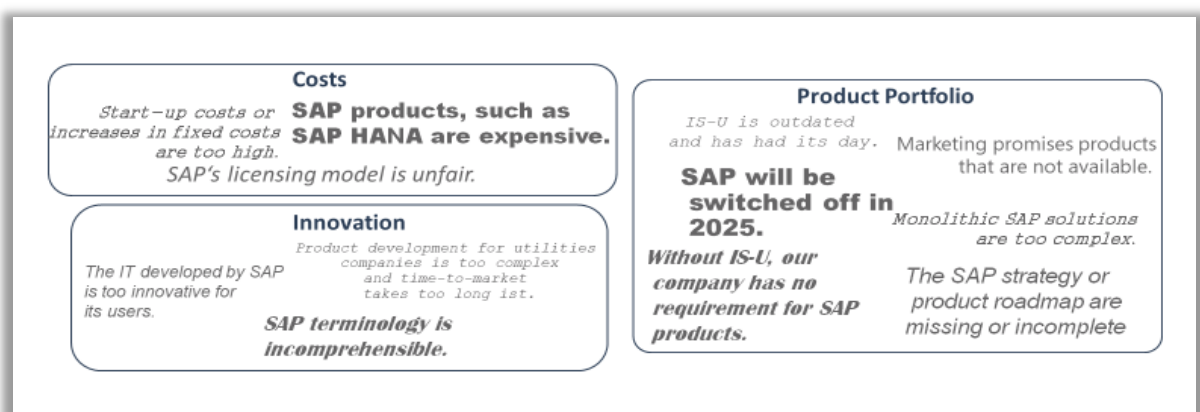 Costs
Start-up costs or
increases in fixed costs
are too high.
SAP products, such as
SAP HANA are expensive.
SAP's licensing model is unfair.
Innovation
The IT developed by SAP
is too innovative for
its users.
Product development for utilities
companies is too complex
and time-to-market
takes too long ist.
SAP terminology is
incomprehensible.
Product Portfolio
IS-U is outdated
and has had its day.
Marketing promises products
that are not available.
SAP will be
switched off in
2025.
Monolithic SAP solutions
are too complex.
Without IS-U, our
company has no
requirement for SAP
products.
The SAP strategy or
product roadmap are
missing or incomplete